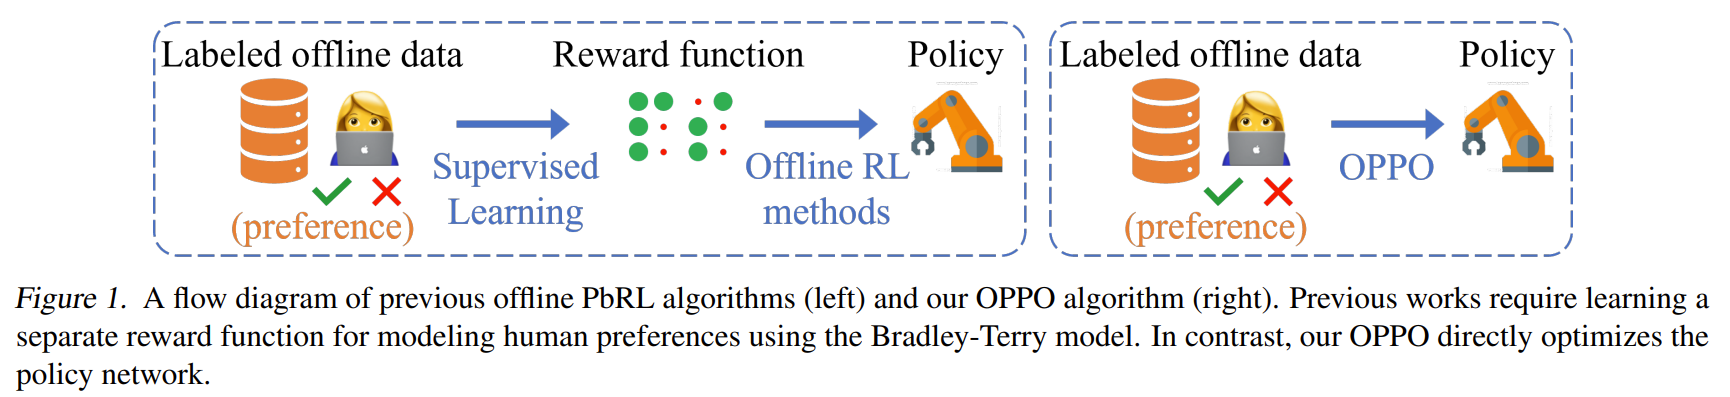 Labeled offline data
Reward function
Policy
Supervised
Learning
Offline RL
methods
(preference)
Labeled offline data
Policy
OPPO
(preference)
Figure 1. A flow diagram of previous offline PbRL algorithms (left) and our OPPO algorithm (right). Previous works require learning a
separate reward function for modeling human preferences using the Bradley-Terry model. In contrast, our OPPO directly optimizes the
policy network.